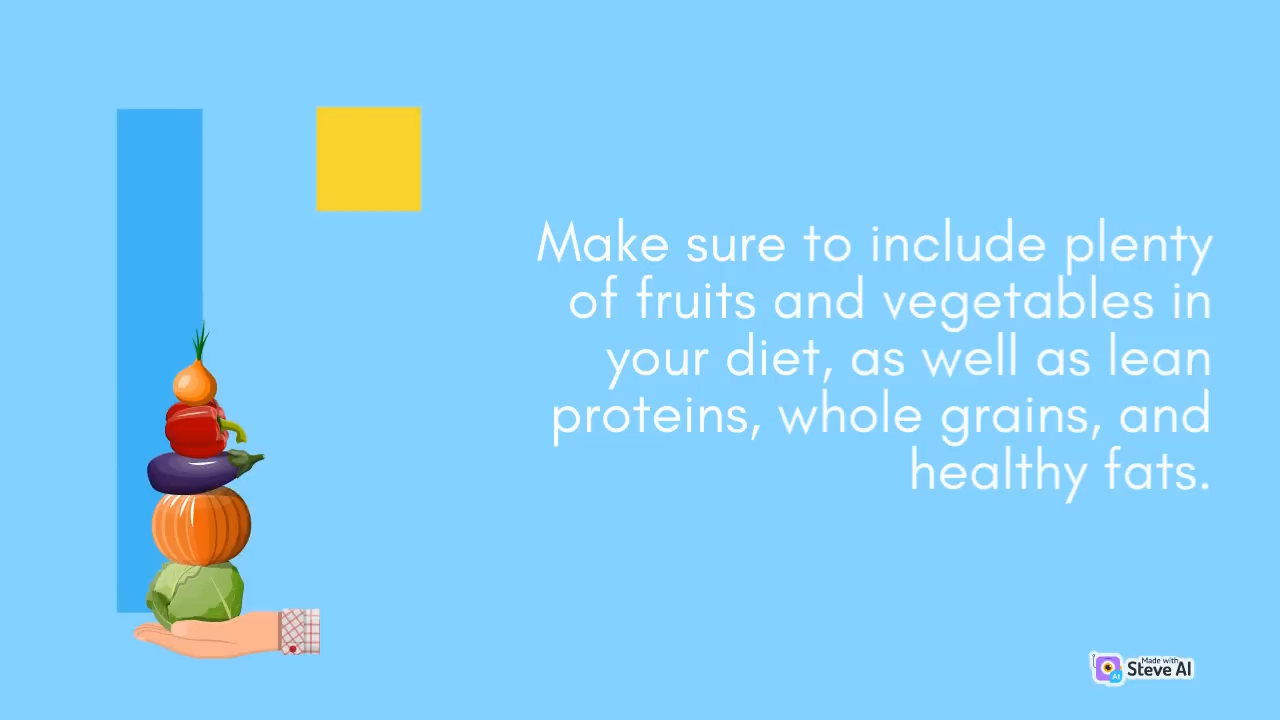 Make sure to include plenty
of fruits and vegetables in
your diet, as well as lean
proteins, whole grains, and
healthy fats.
Made with
Steve AI
AI